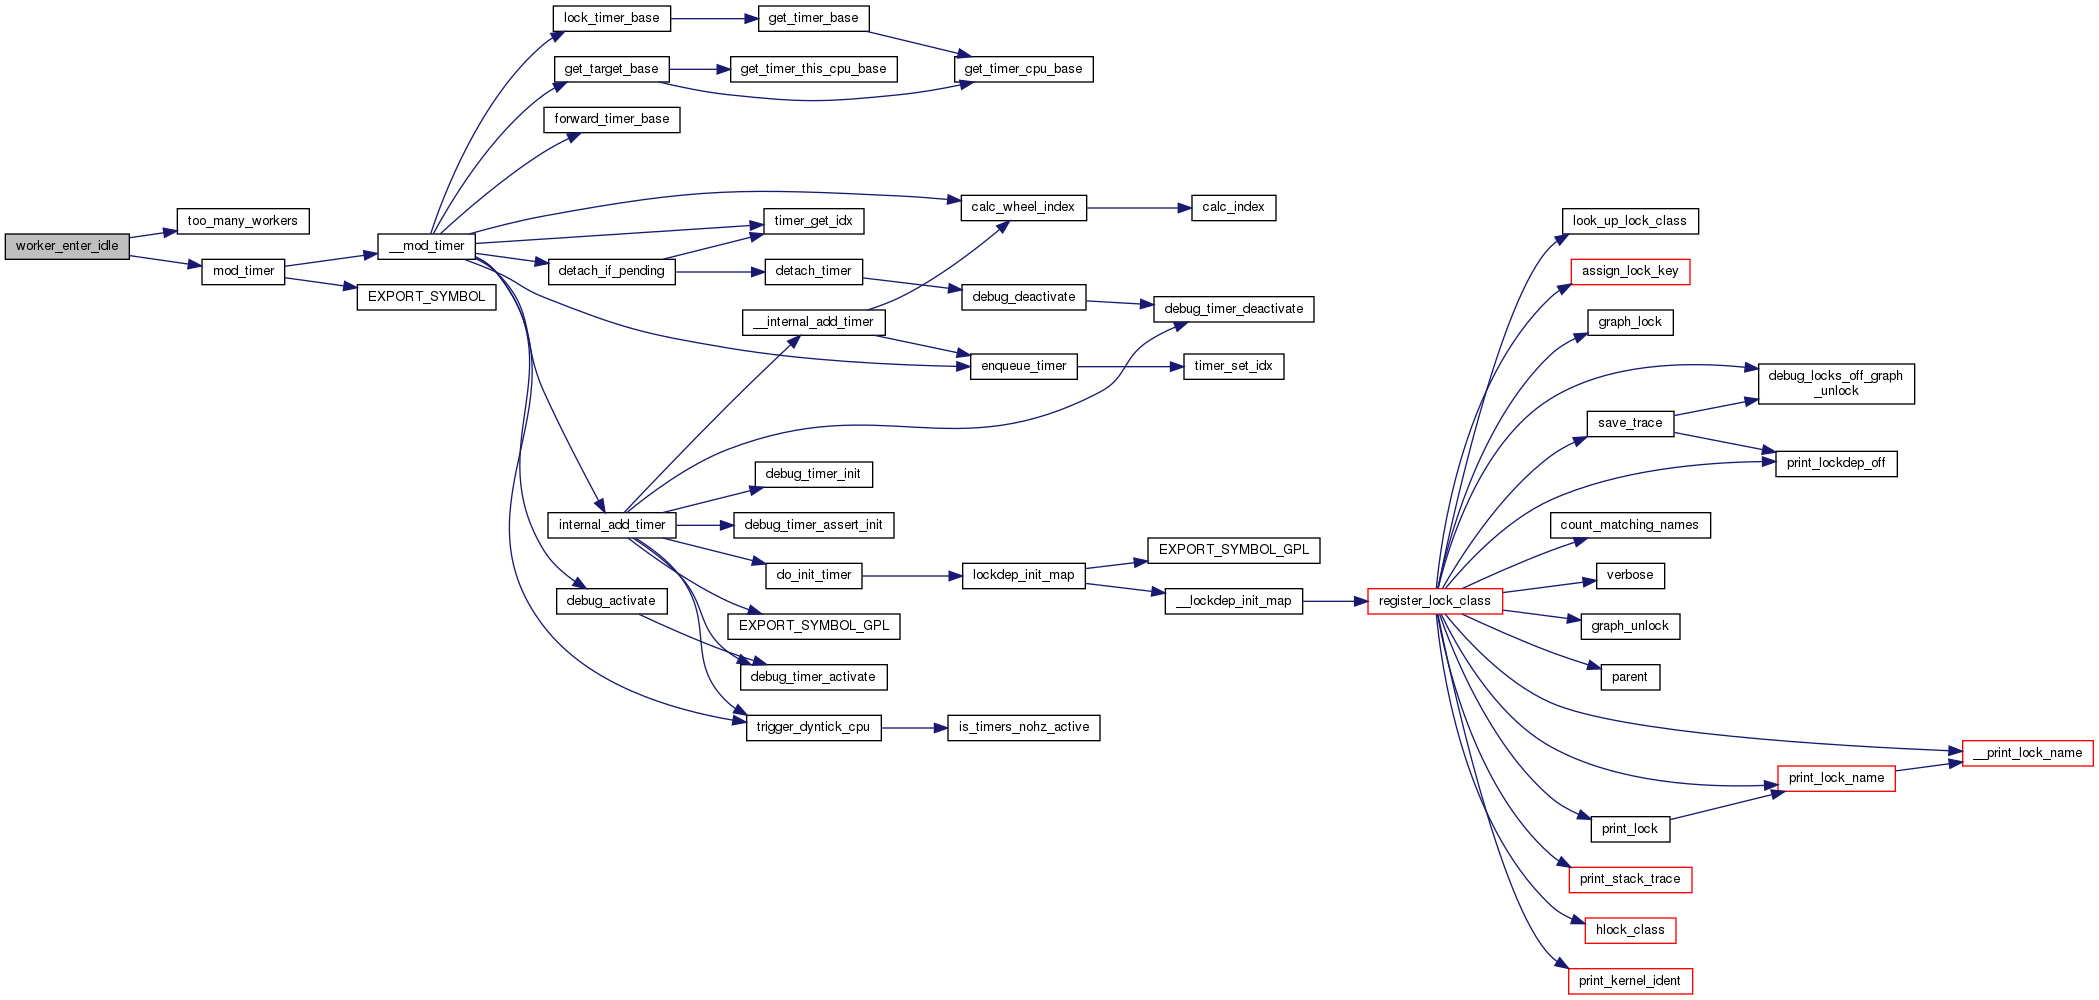 worker_enter_idle
too_many_workers
mod_timer
__mod_timer
EXPORT_SYMBOL
lock_timer_base
get_target_base
forward_timer_base
detach_if_pending
internal_add_timer
debug_activate
get_timer_base
get_timer_this_cpu_base
timer_get_idx
detach_timer
__internal_add_timer
debug_timer_init
debug_timer_assert_init
do_init_timer
EXPORT_SYMBOL_GPL
debug_timer_activate
trigger_dyntick_cpu
get_timer_cpu_base
calc_wheel_index
debug_deactivate
enqueue_timer
lockdep_init_map
is_timers_nohz_active
calc_index
debug_timer_deactivate
timer_set_idx
EXPORT_SYMBOL_GPL
__lockdep_init_map
register_lock_class
look_up_lock_class
assign_lock_key
graph_lock
save_trace
count_matching_names
verbose
graph_unlock
parent
print_lock
print_stack_trace
hlock_class
print_kernel_ident
debug_locks_off_graph
_unlock
print_lockdep_off
print_lock_name
__print_lock_name